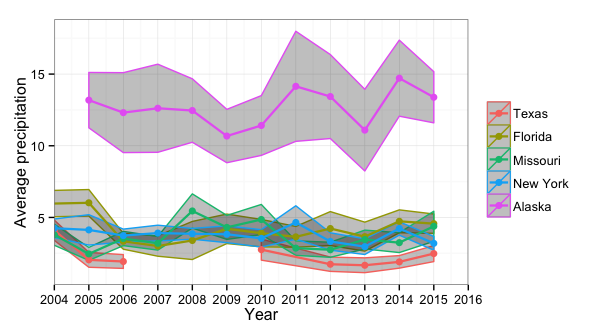 Average precipitation
15
10
5
2004 2005 2006 2007 2008 2009 2010 2011 2012 2013 2014 2015 2016
Year
Texas
Florida
Missouri
New York
Alaska